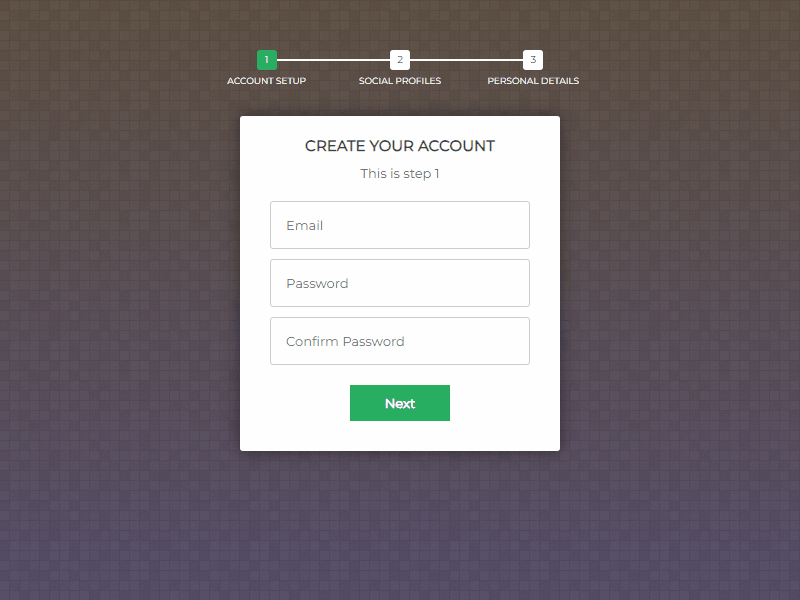 1 2 3
ACCOUNT SETUP SOCIAL PROFILES PERSONAL DETAILS
CREATE YOUR ACCOUNT
This is step 1
Email
Password
Confirm Password
Next